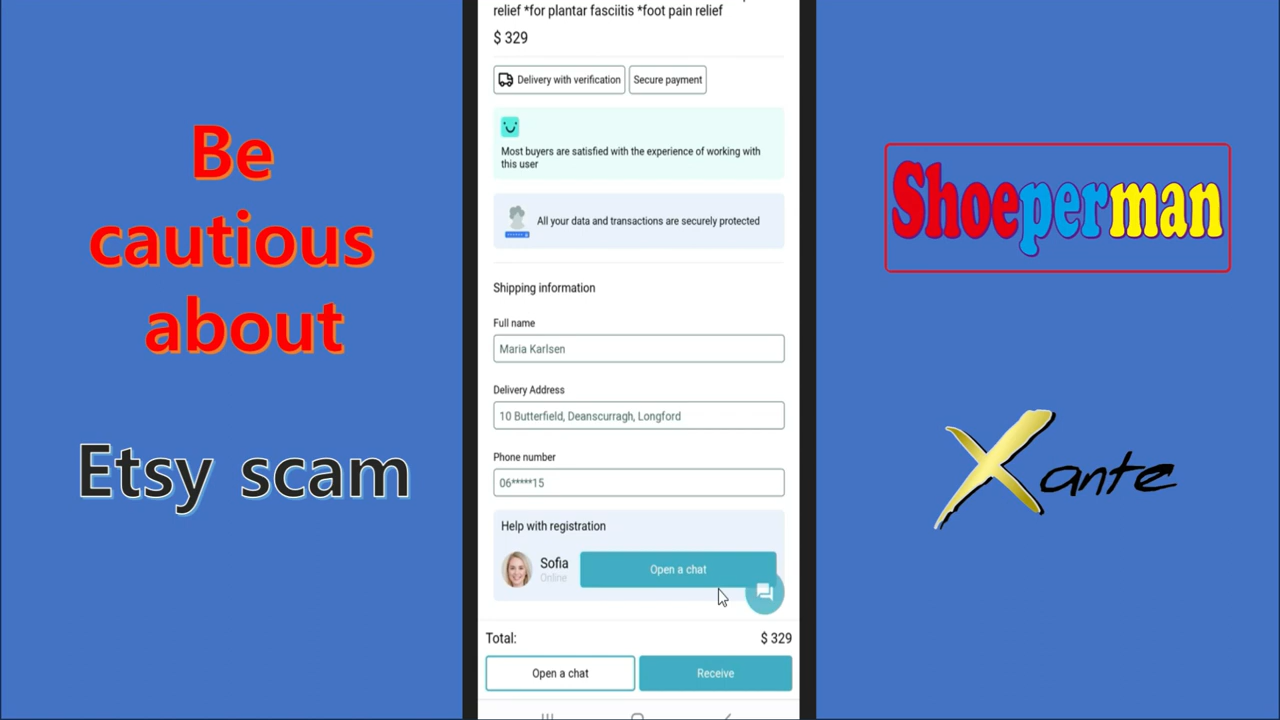 Be
cautious
about
Etsy scam
relief *for plantar fasciitis *foot pain relief
$ 329
Delivery with verification
Secure payment
Most buyers are satisfied with the experience of working with
this user
All your data and transactions are securely protected
Shipping information
Full name
Maria Karlsen
Delivery Address
10 Butterfield, Deanscurragh, Longford
Phone number
06*****15
Help with registration
Sofia
Online
Open a chat
Total:
$ 329
Open a chat
Receive
Shoeperman
Xante